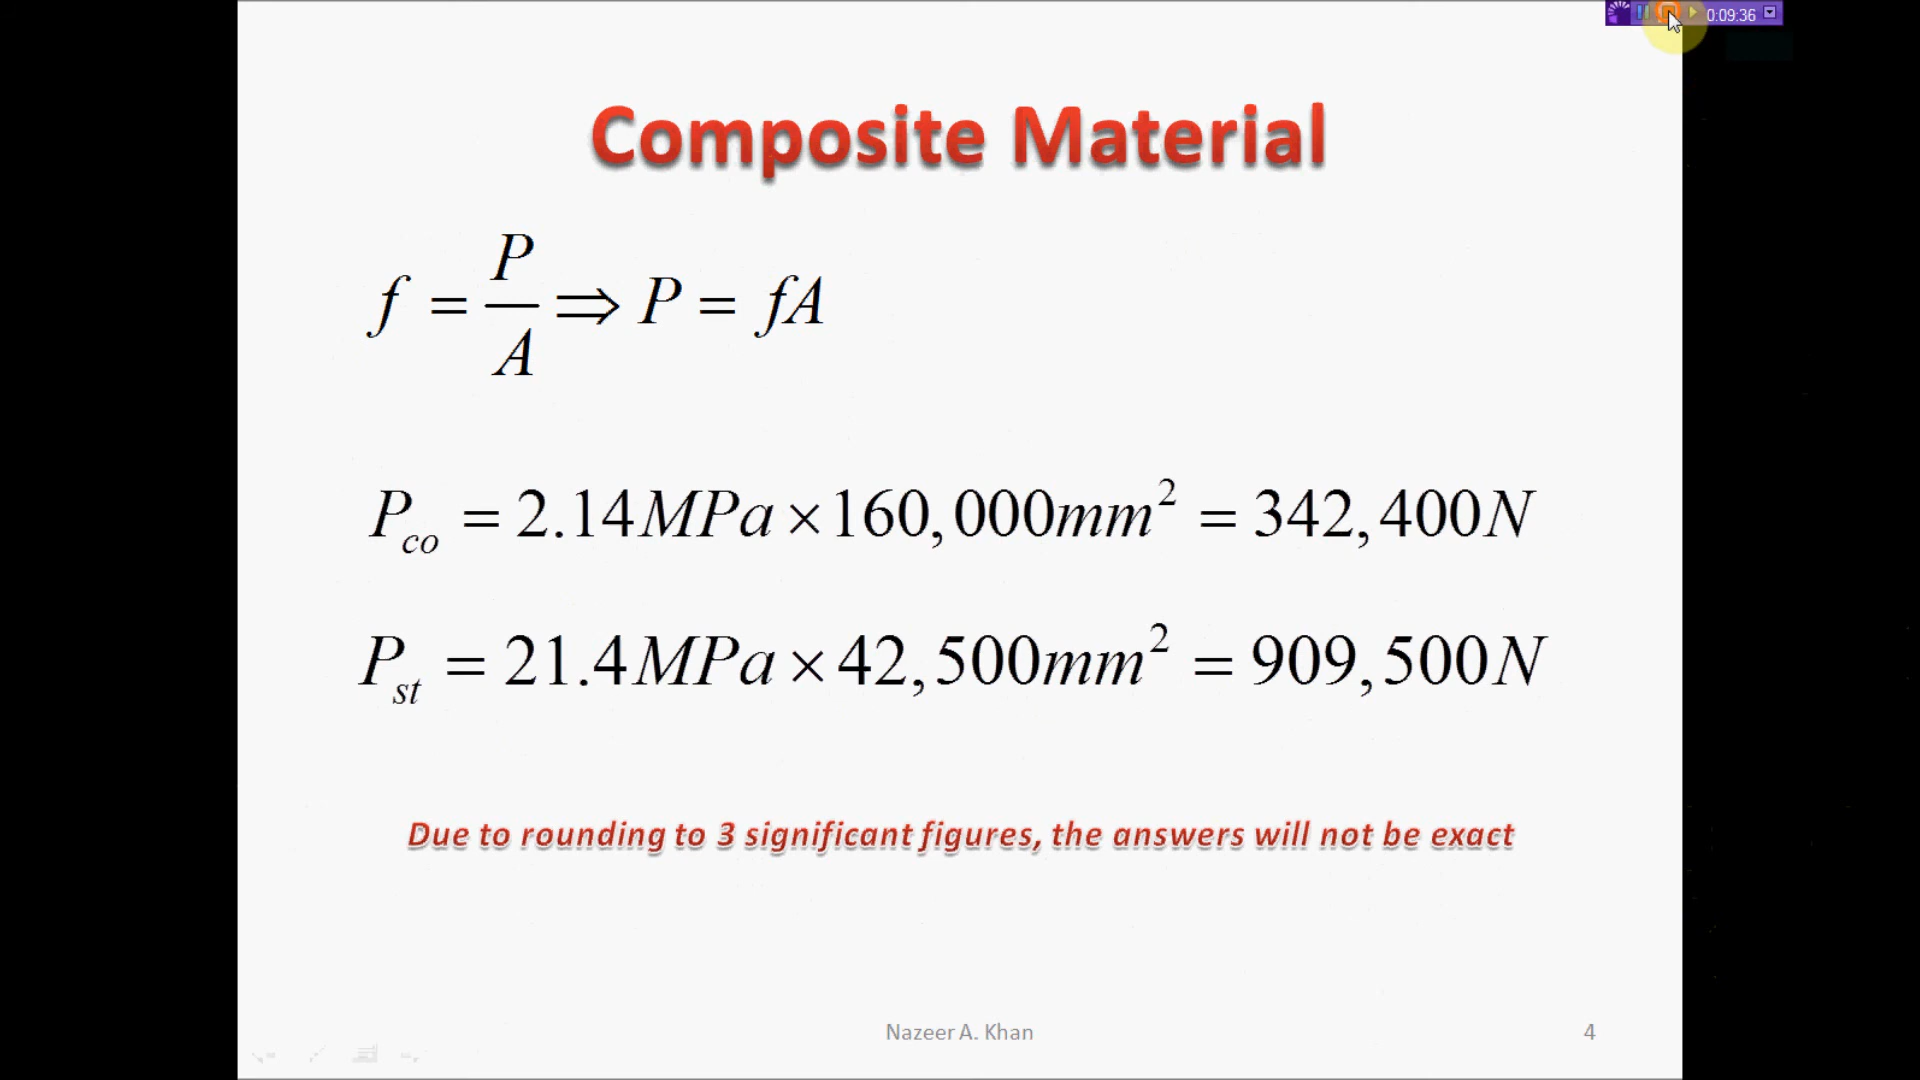 0:09:36
Composite Material
f = P/A ⇒ P = fA
P_co = 2.14MPa × 160,000mm² = 342,400N
P_st = 21.4MPa × 42,500mm² = 909,500N
Due to rounding to 3 significant figures, the answers will not be exact
Nazeer A. Khan
4